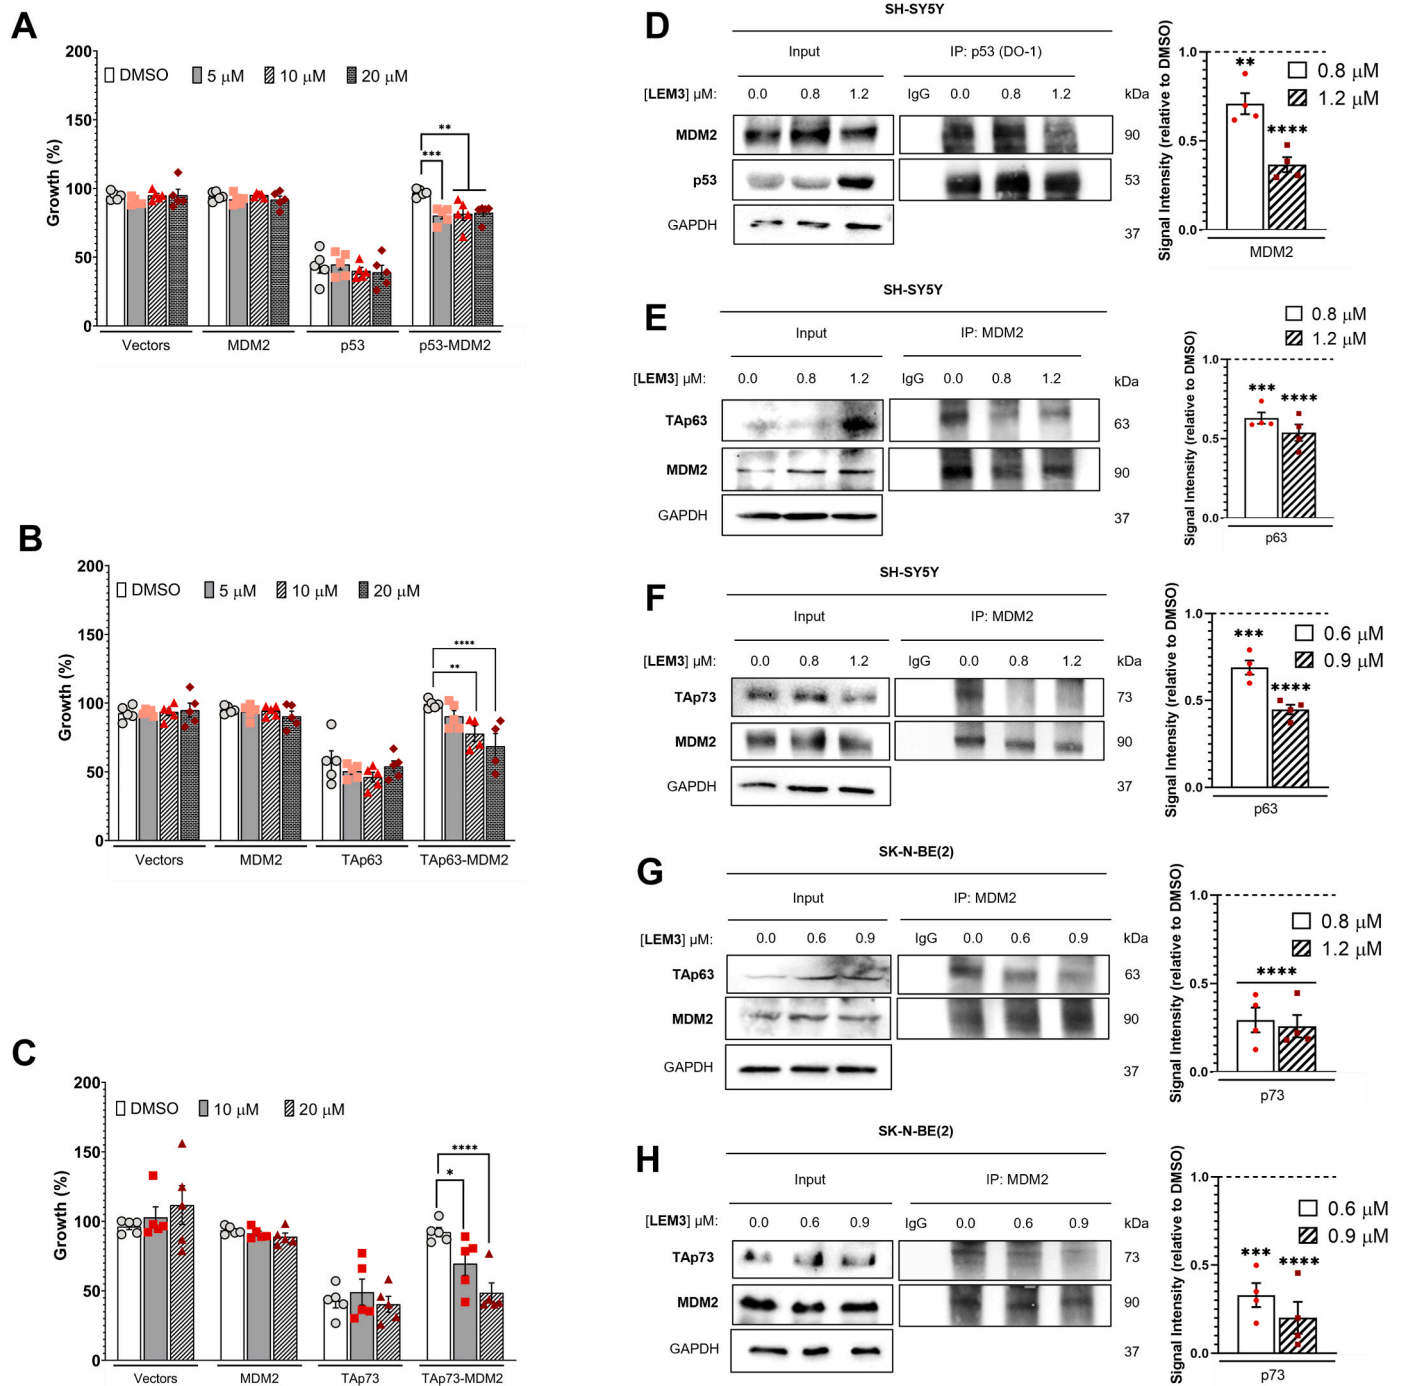 A
200
150
100
50
0
Growth (%)
DMSO 5 μM 10 μM 20 μM
**
***
Vectors MDM2 p53 p53-MDM2
B
200
150
100
50
0
Growth (%)
DMSO 5 μM 10 μM 20 μM
****
**
Vectors MDM2 TAp63 TAp63-MDM2
C
200
150
100
50
0
Growth (%)
DMSO 10 μM 20 μM
****
*
Vectors MDM2 TAp73 TAp73-MDM2
D
SH-SY5Y
Input IP: p53 (DO-1)
[LEM3] μM: 0.0 0.8 1.2 IgG 0.0 0.8 1.2 kDa
MDM2 90
p53 53
GAPDH 37
Signal Intensity (relative to DMSO)
1.0
0.5
0.0
** ****
0.8 μM
1.2 μM
MDM2
E
SH-SY5Y
Input IP: MDM2
[LEM3] μM: 0.0 0.8 1.2 IgG 0.0 0.8 1.2 kDa
TAp63 63
MDM2 90
GAPDH 37
Signal Intensity (relative to DMSO)
1.0
0.5
0.0
*** ****
0.8 μM
1.2 μM
p63
F
SH-SY5Y
Input IP: MDM2
[LEM3] μM: 0.0 0.8 1.2 IgG 0.0 0.8 1.2 kDa
TAp73 73
MDM2 90
GAPDH 37
Signal Intensity (relative to DMSO)
1.0
0.5
0.0
*** ****
0.6 μM
0.9 μM
p63
G
SK-N-BE(2)
Input IP: MDM2
[LEM3] μM: 0.0 0.6 0.9 IgG 0.0 0.6 0.9 kDa
TAp63 63
MDM2 90
GAPDH 37
Signal Intensity (relative to DMSO)
1.0
0.5
0.0
****
0.8 μM
1.2 μM
p73
H
SK-N-BE(2)
Input IP: MDM2
[LEM3] μM: 0.0 0.6 0.9 IgG 0.0 0.6 0.9 kDa
TAp73 73
MDM2 90
GAPDH 37
Signal Intensity (relative to DMSO)
1.0
0.5
0.0
*** ****
0.6 μM
0.9 μM
p73